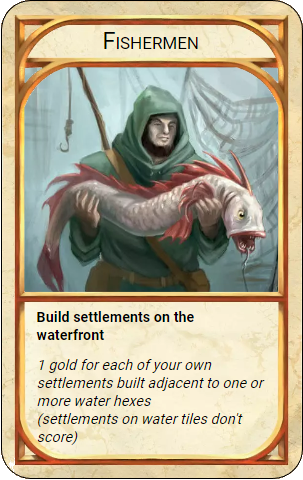 FISHERMEN
Build settlements on the
waterfront
1 gold for each of your own
settlements built adjacent to one or
more water hexes
(settlements on water tiles don't
score)